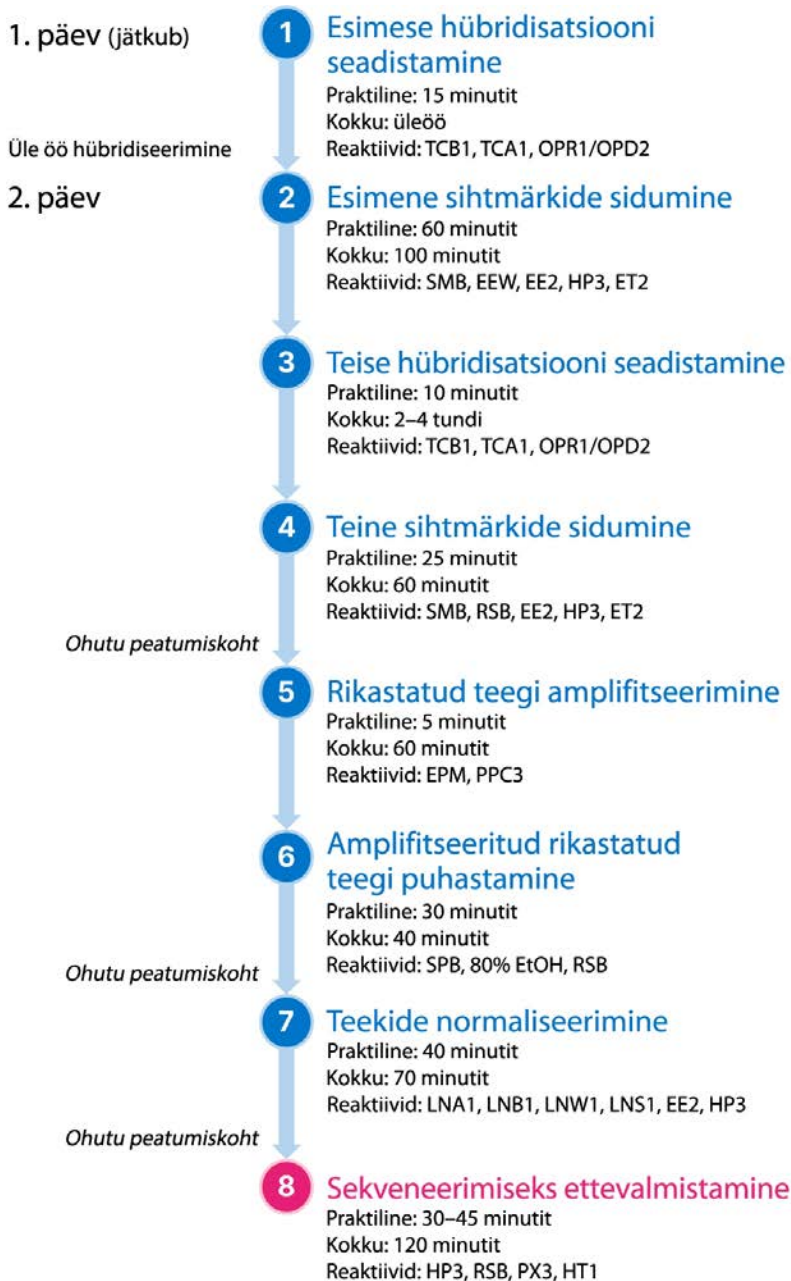 1. päev (jätkub)
1
Esimese hübridisatsiooni
seadistamine
Praktiline: 15 minutit
Kokku: üleöö
Üle öö hübridiseerimine
Reaktiivid: TCB1, TCA1, OPR1/OPD2
2. päev
2
Esimene sihtmärkide sidumine
Praktiline: 60 minutit
Kokku: 100 minutit
Reaktiivid: SMB, EEW, EE2, HP3, ET2
3
Teise hübridisatsiooni seadistamine
Praktiline: 10 minutit
Kokku: 2–4 tundi
Reaktiivid: TCB1, TCA1, OPR1/OPD2
4
Teine sihtmärkide sidumine
Praktiline: 25 minutit
Kokku: 60 minutit
Reaktiivid: SMB, RSB, EE2, HP3, ET2
Ohutu peatumiskoht
5
Rikastatud teegi amplifitseerimine
Praktiline: 5 minutit
Kokku: 60 minutit
Reaktiivid: EPM, PPC3
6
Amplifitseeritud rikastatud
teegi puhastamine
Praktiline: 30 minutit
Kokku: 40 minutit
Reaktiivid: SPB, 80% EtOH, RSB
Ohutu peatumiskoht
7
Teekide normaliseerimine
Praktiline: 40 minutit
Kokku: 70 minutit
Reaktiivid: LNA1, LNB1, LNW1, LNS1, EE2, HP3
Ohutu peatumiskoht
8
Sekveneerimiseks ettevalmistamine
Praktiline: 30–45 minutit
Kokku: 120 minutit
Reaktiivid: HP3, RSB, PX3, HT1